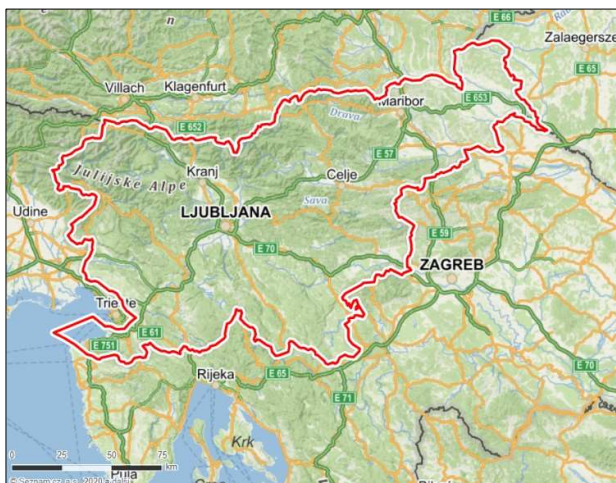 E 66
Zalaegersze
E 65
Villach
Klagenfurt
Maribor
E 653
Drava
E 652
E 57
Julijske Alpe
Kranj
Celje
Udine
LJUBLJANA
Sava
E 59
E 70
ZAGREB
E 751
E 61
Rijeka
E 65
E 71
E 70
Krk
Pula
0 25 50 75 km
© Seznam.cz, a.s., 2020 a další